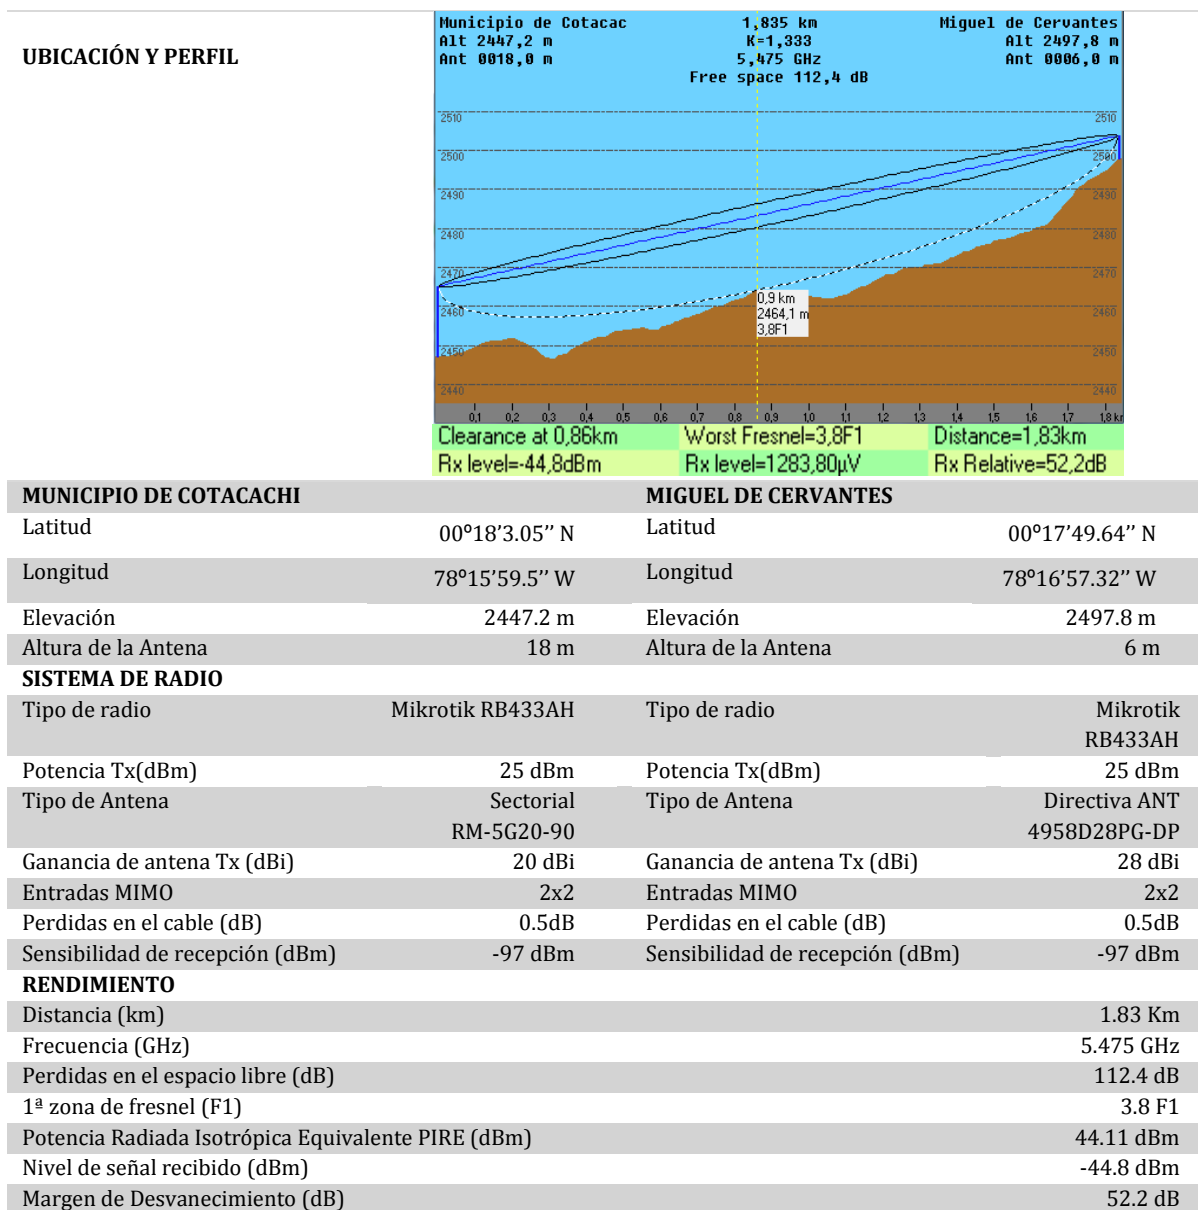 UBICACIÓN Y PERFIL
Municipio de Cotacac 1,835 km Miguel de Cervantes
Alt 2447,2 m K=1,333 Alt 2497,8 m
Ant 0018,0 m 5,475 GHz Ant 0006,0 m
Free space 112,4 dB
2510 2510
2500 2500
2490 2490
2480 2480
2470 2470
2460 2460
2450 2450
2440 2440
0,9 km
2464,1 m
3,8F1
0,1 0,2 0,3 0,4 0,5 0,6 0,7 0,8 0,9 1,0 1,1 1,2 1,3 1,4 1,5 1,6 1,7 1,8 km
Clearance at 0,86km Worst Fresnel=3,8F1 Distance=1,83km
Rx level=-44,8dBm Rx level=1283,80µV Rx Relative=52,2dB
MUNICIPIO DE COTACACHI MIGUEL DE CERVANTES
Latitud 00º18’3.05’’ N Latitud 00º17’49.64’’ N
Longitud 78º15’59.5’’ W Longitud 78º16’57.32’’ W
Elevación 2447.2 m Elevación 2497.8 m
Altura de la Antena 18 m Altura de la Antena 6 m
SISTEMA DE RADIO
Tipo de radio Mikrotik RB433AH Tipo de radio Mikrotik
RB433AH
Potencia Tx(dBm) 25 dBm Potencia Tx(dBm) 25 dBm
Tipo de Antena Sectorial Tipo de Antena Directiva ANT
RM-5G20-90 4958D28PG-DP
Ganancia de antena Tx (dBi) 20 dBi Ganancia de antena Tx (dBi) 28 dBi
Entradas MIMO 2x2 Entradas MIMO 2x2
Perdidas en el cable (dB) 0.5dB Perdidas en el cable (dB) 0.5dB
Sensibilidad de recepción (dBm) -97 dBm Sensibilidad de recepción (dBm) -97 dBm
RENDIMIENTO
Distancia (km) 1.83 Km
Frecuencia (GHz) 5.475 GHz
Perdidas en el espacio libre (dB) 112.4 dB
1ª zona de fresnel (F1) 3.8 F1
Potencia Radiada Isotrópica Equivalente PIRE (dBm) 44.11 dBm
Nivel de señal recibido (dBm) -44.8 dBm
Margen de Desvanecimiento (dB) 52.2 dB